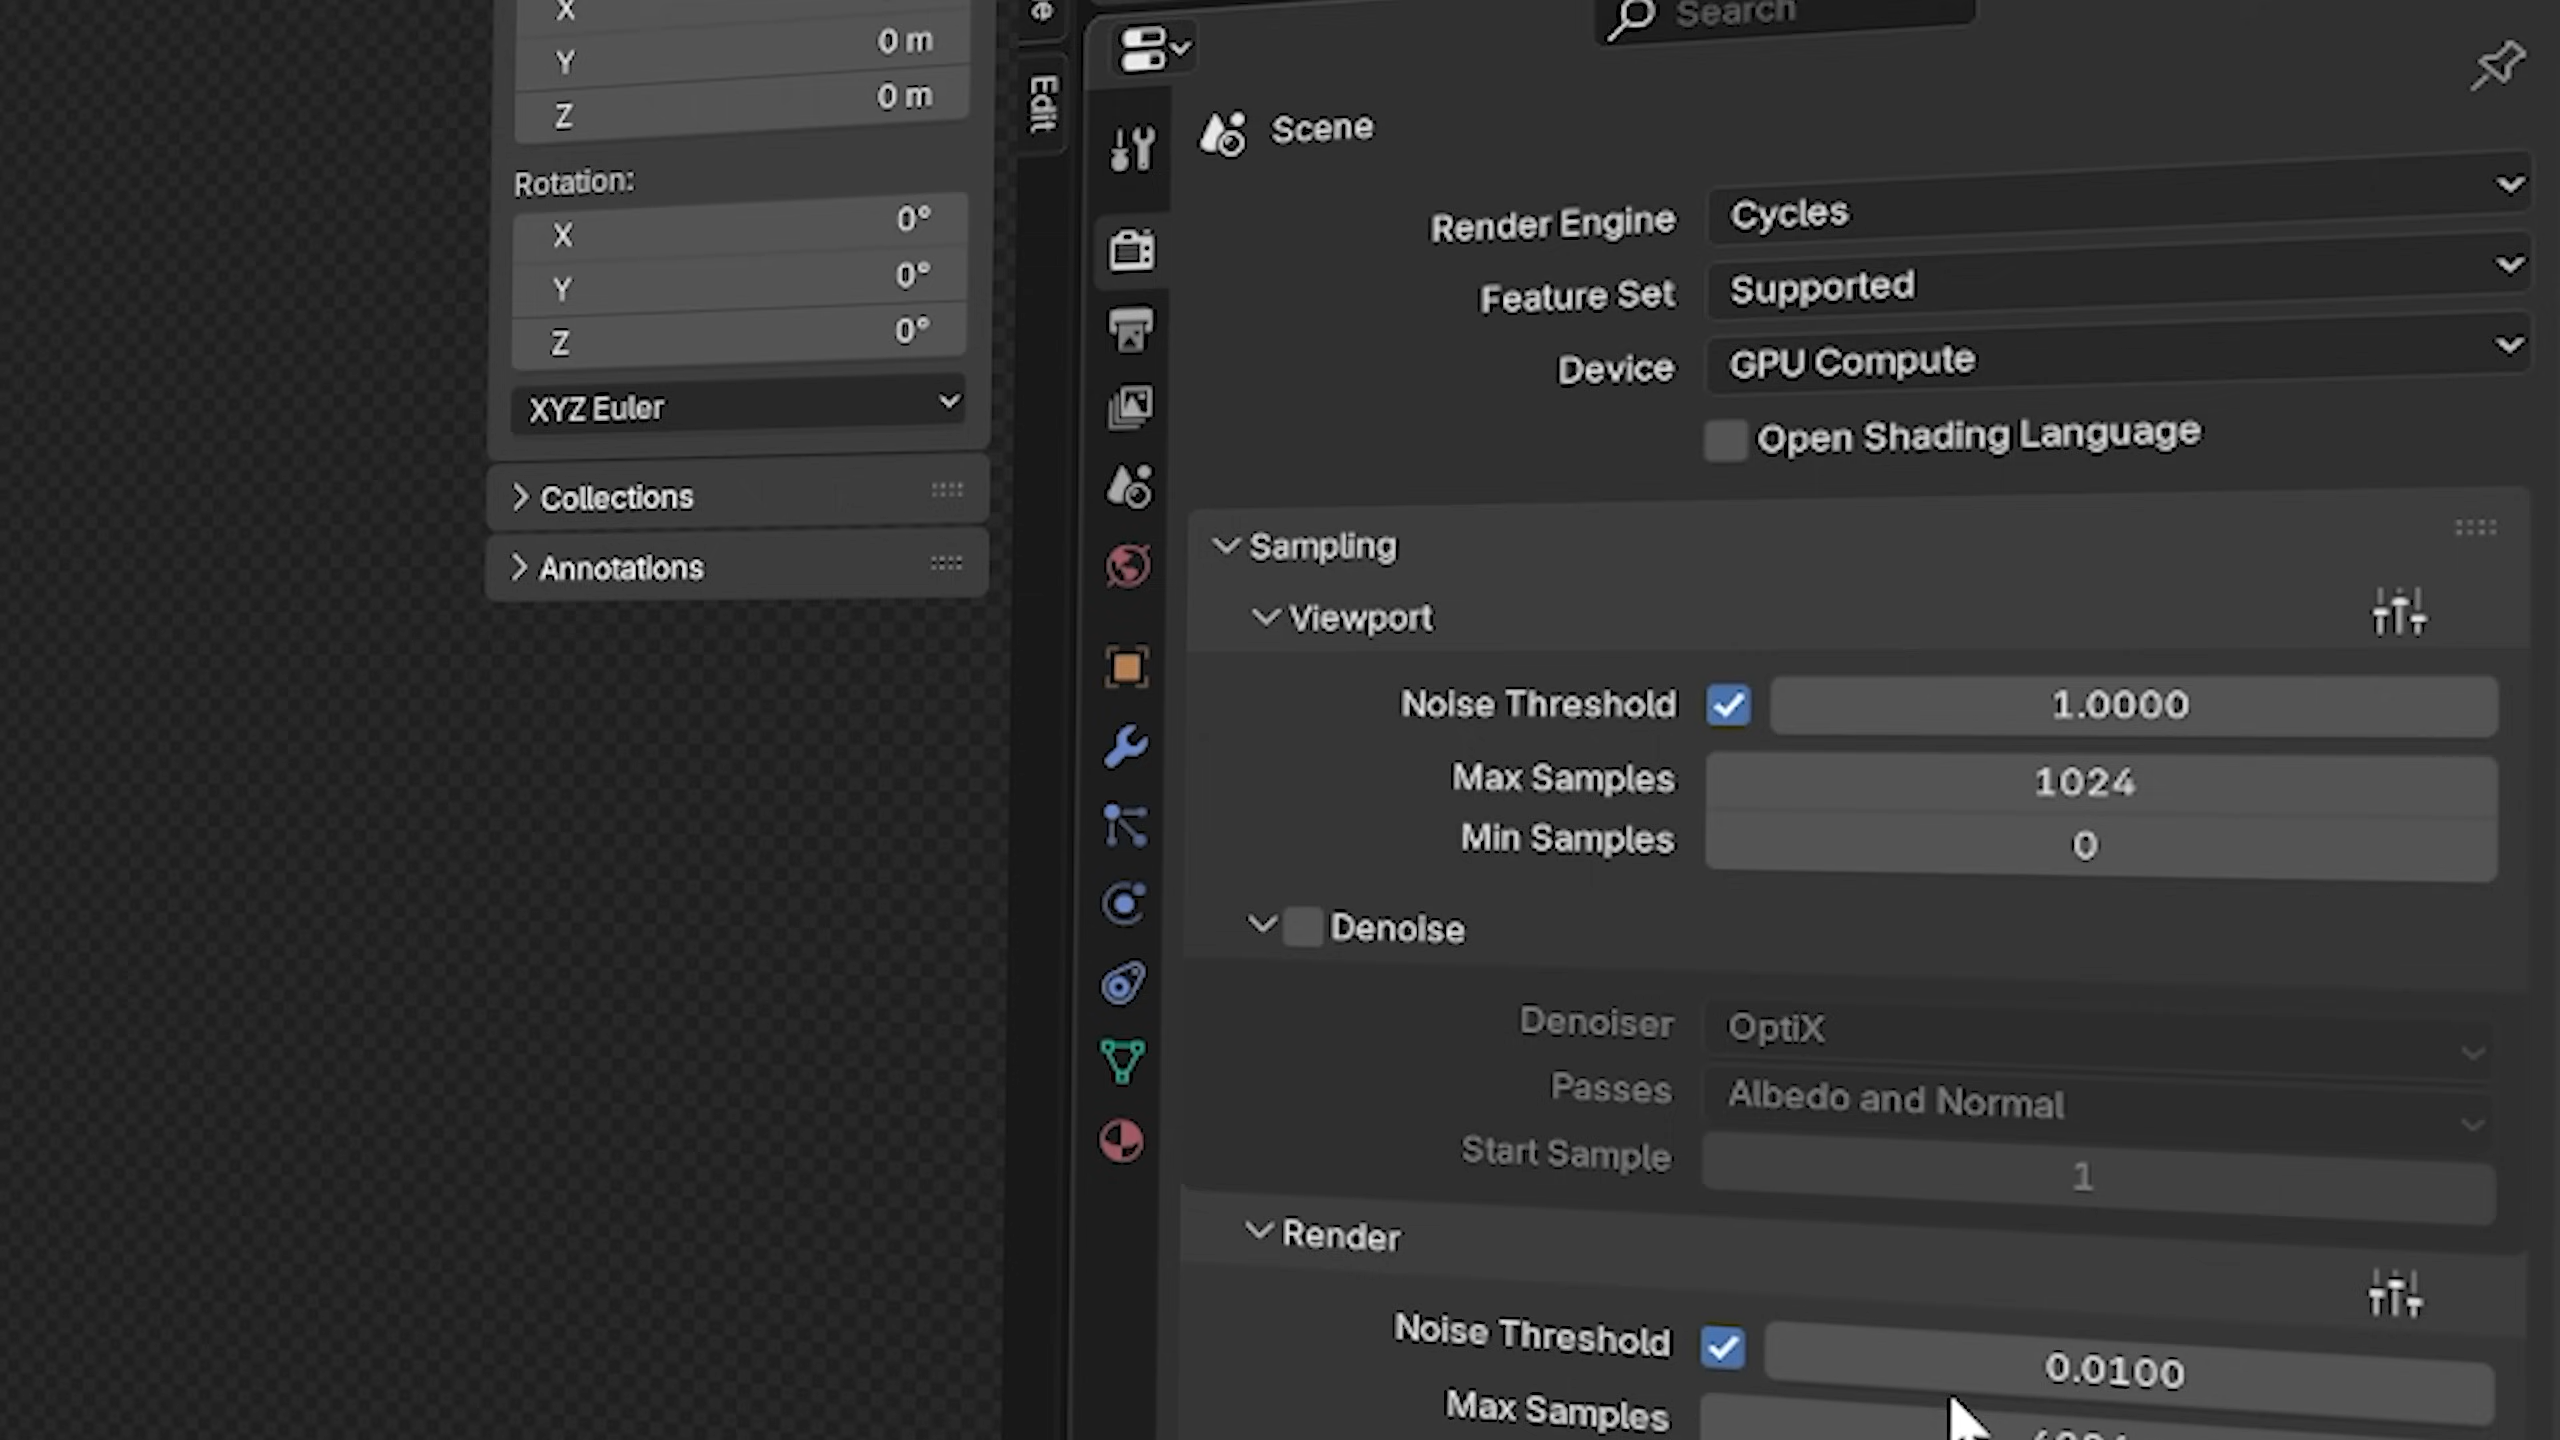 X
Y 0 m
Z 0 m
Rotation:
X 0°
Y 0°
Z 0°
XYZ Euler
Collections
Annotations
Edit
Search
Scene
Render Engine Cycles
Feature Set Supported
Device GPU Compute
Open Shading Language
Sampling
Viewport
Noise Threshold 1.0000
Max Samples 1024
Min Samples 0
Denoise
Denoiser OptiX
Passes Albedo and Normal
Start Sample 1
Render
Noise Threshold 0.0100
Max Samples